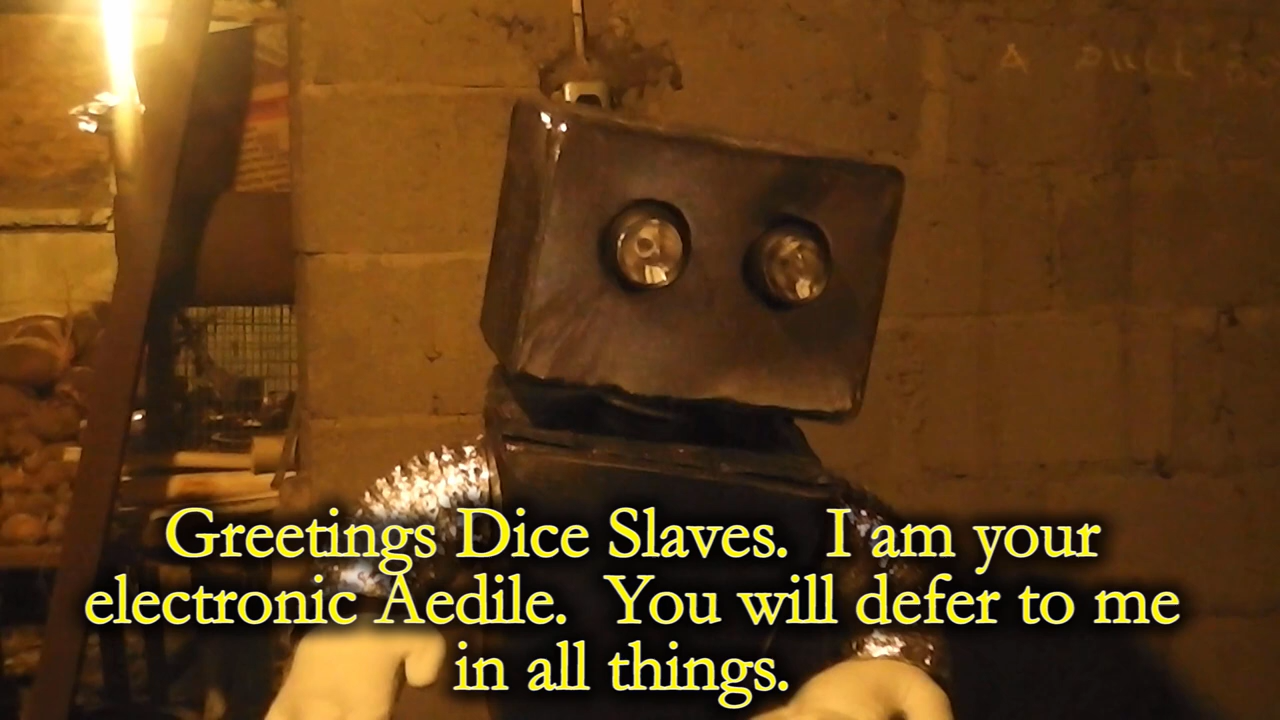 Greetings Dice Slaves.  I am your
electronic Aedile.  You will defer to me
in all things.